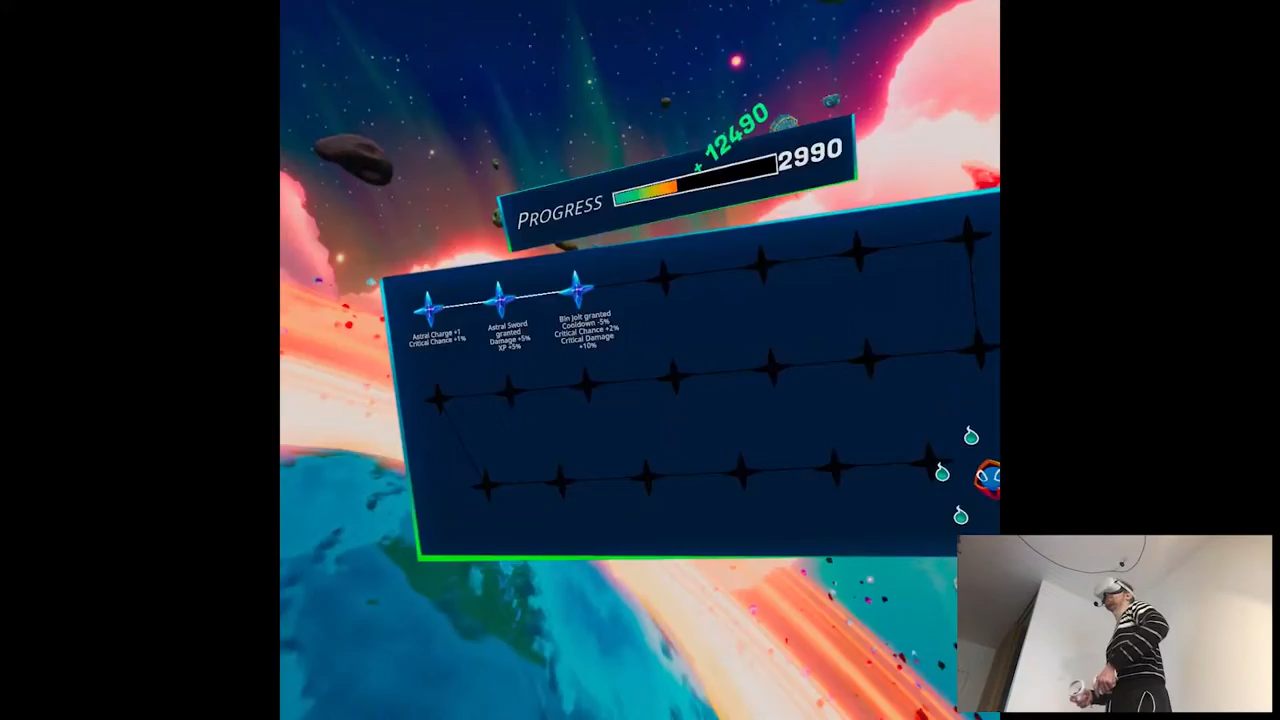 + 12490
PROGRESS
2990
Astral Charge +1
Critical Chance +1%
Astral Sword
granted
Damage +5%
XP +5%
Bin Jolt granted
Cooldown -5%
Critical Chance +2%
Critical Damage
+10%